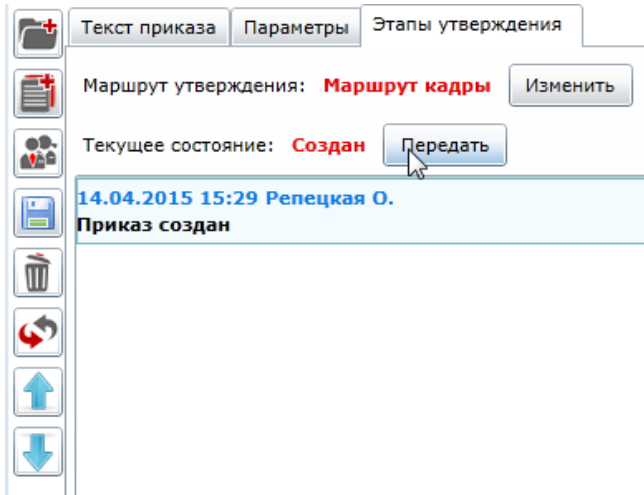 Текст приказа Параметры Этапы утверждения
Маршрут утверждения: Маршрут кадры Изменить
Текущее состояние: Создан Передать
14.04.2015 15:29 Репецкая О.
Приказ создан